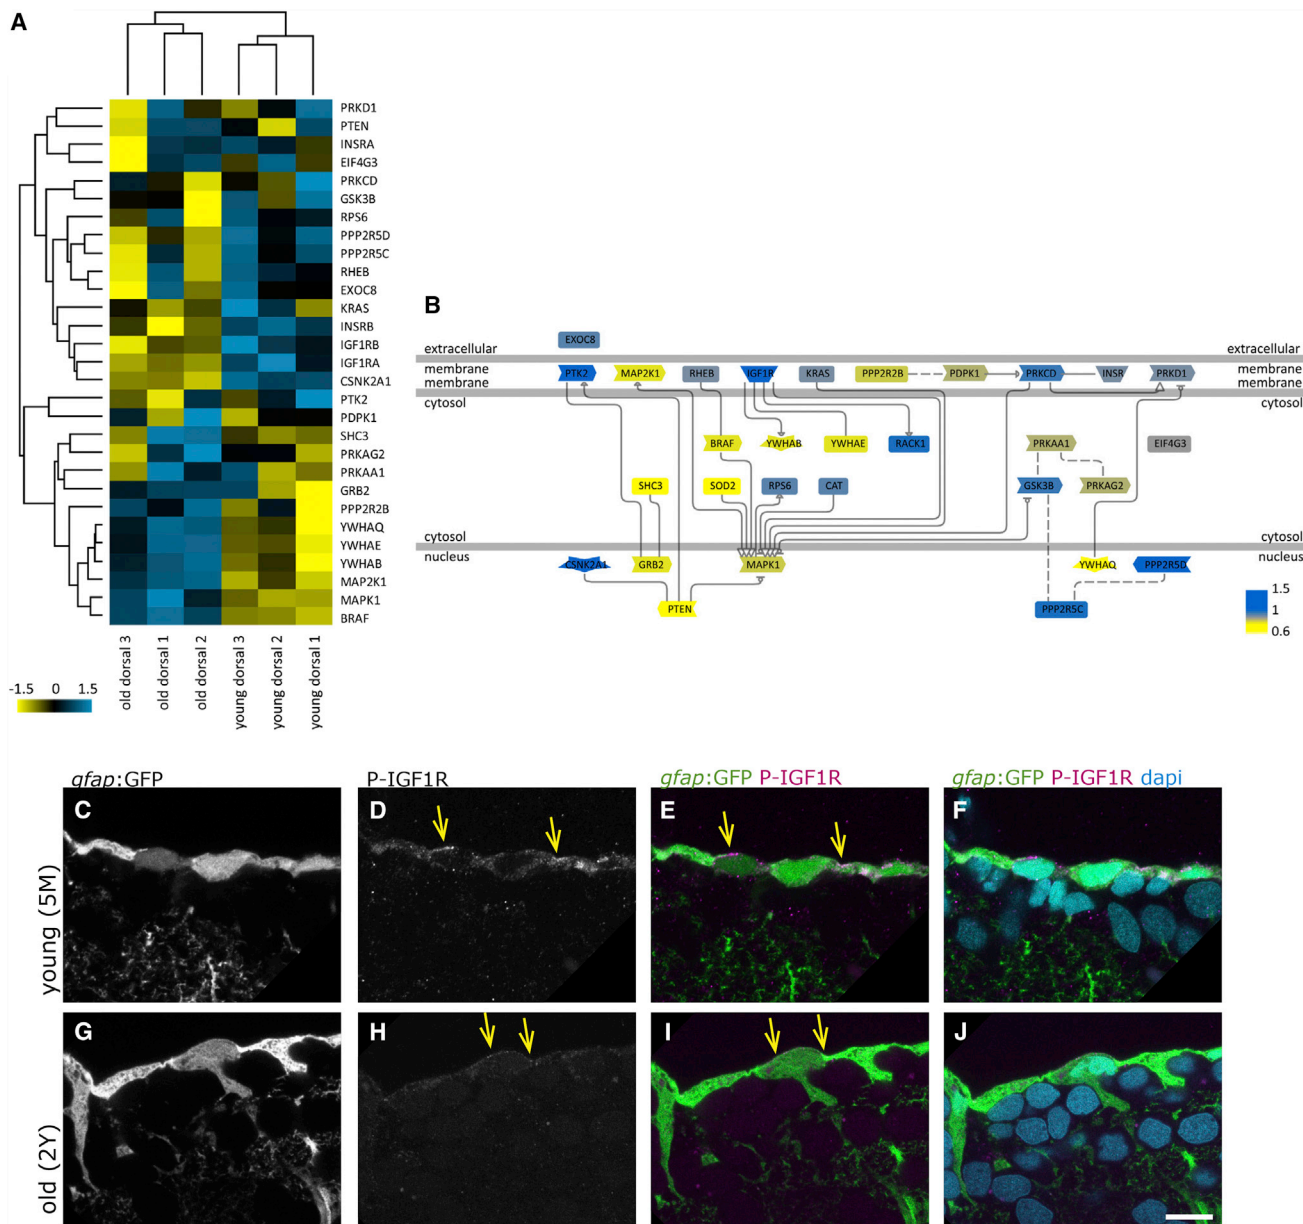 A
PRKD1
PTEN
INSRA
EIF4G3
PRKCD
GSK3B
RPS6
PPP2R5D
PPP2R5C
RHEB
EXOC8
KRAS
INSRB
IGF1RB
IGF1RA
CSNK2A1
PTK2
PDPK1
SHC3
PRKAG2
PRKAA1
GRB2
PPP2R2B
YWHAQ
YWHAE
YWHAB
MAP2K1
MAPK1
BRAF
old dorsal 3
old dorsal 1
old dorsal 2
young dorsal 3
young dorsal 2
young dorsal 1
-1.5 0 1.5
B
EXOC8
extracellular extracellular
membrane membrane
PTK2 MAP2K1 RHEB IGF1R KRAS PPP2R2B PDPK1 PRKCD INSR PRKD1
membrane membrane
cytosol cytosol
BRAF YWHAB YWHAE RACK1 PRKAA1 EIF4G3
SHC3 SOD2 RPS6 CAT GSK3B PRKAG2
cytosol cytosol
nucleus nucleus
CSNK2A1 GRB2 MAPK1 YWHAQ PPP2R5D
PTEN PPP2R5C
1.5
1
0.6
gfap:GFP P-IGF1R gfap:GFP P-IGF1R gfap:GFP P-IGF1R dapi
young (5M)
C D E F
old (2Y)
G H I J